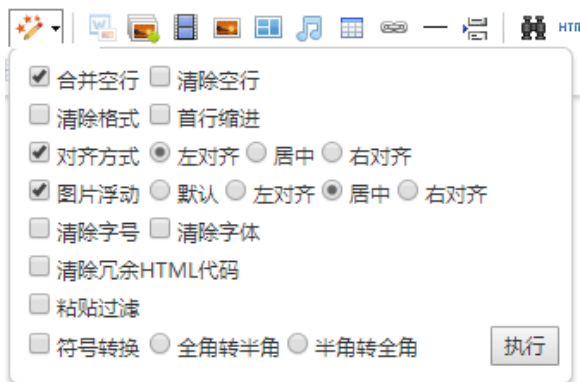 HTM
合并空行 清除空行
清除格式 首行缩进
对齐方式 左对齐 居中 右对齐
图片浮动 默认 左对齐 居中 右对齐
清除字号 清除字体
清除冗余HTML代码
粘贴过滤
符号转换 全角转半角 半角转全角 执行